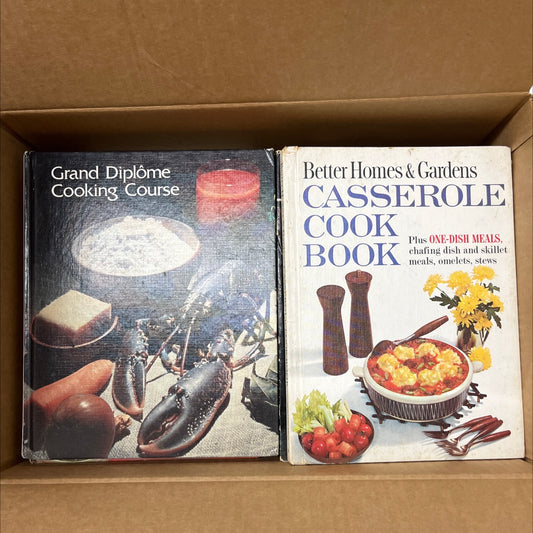 Grand Diplôme
Cooking Course
Better Homes & Gardens
CASSEROLE
COOK
BOOK
Plus ONE-DISH MEALS,
chafing dish and skillet
meals, omelets, stews